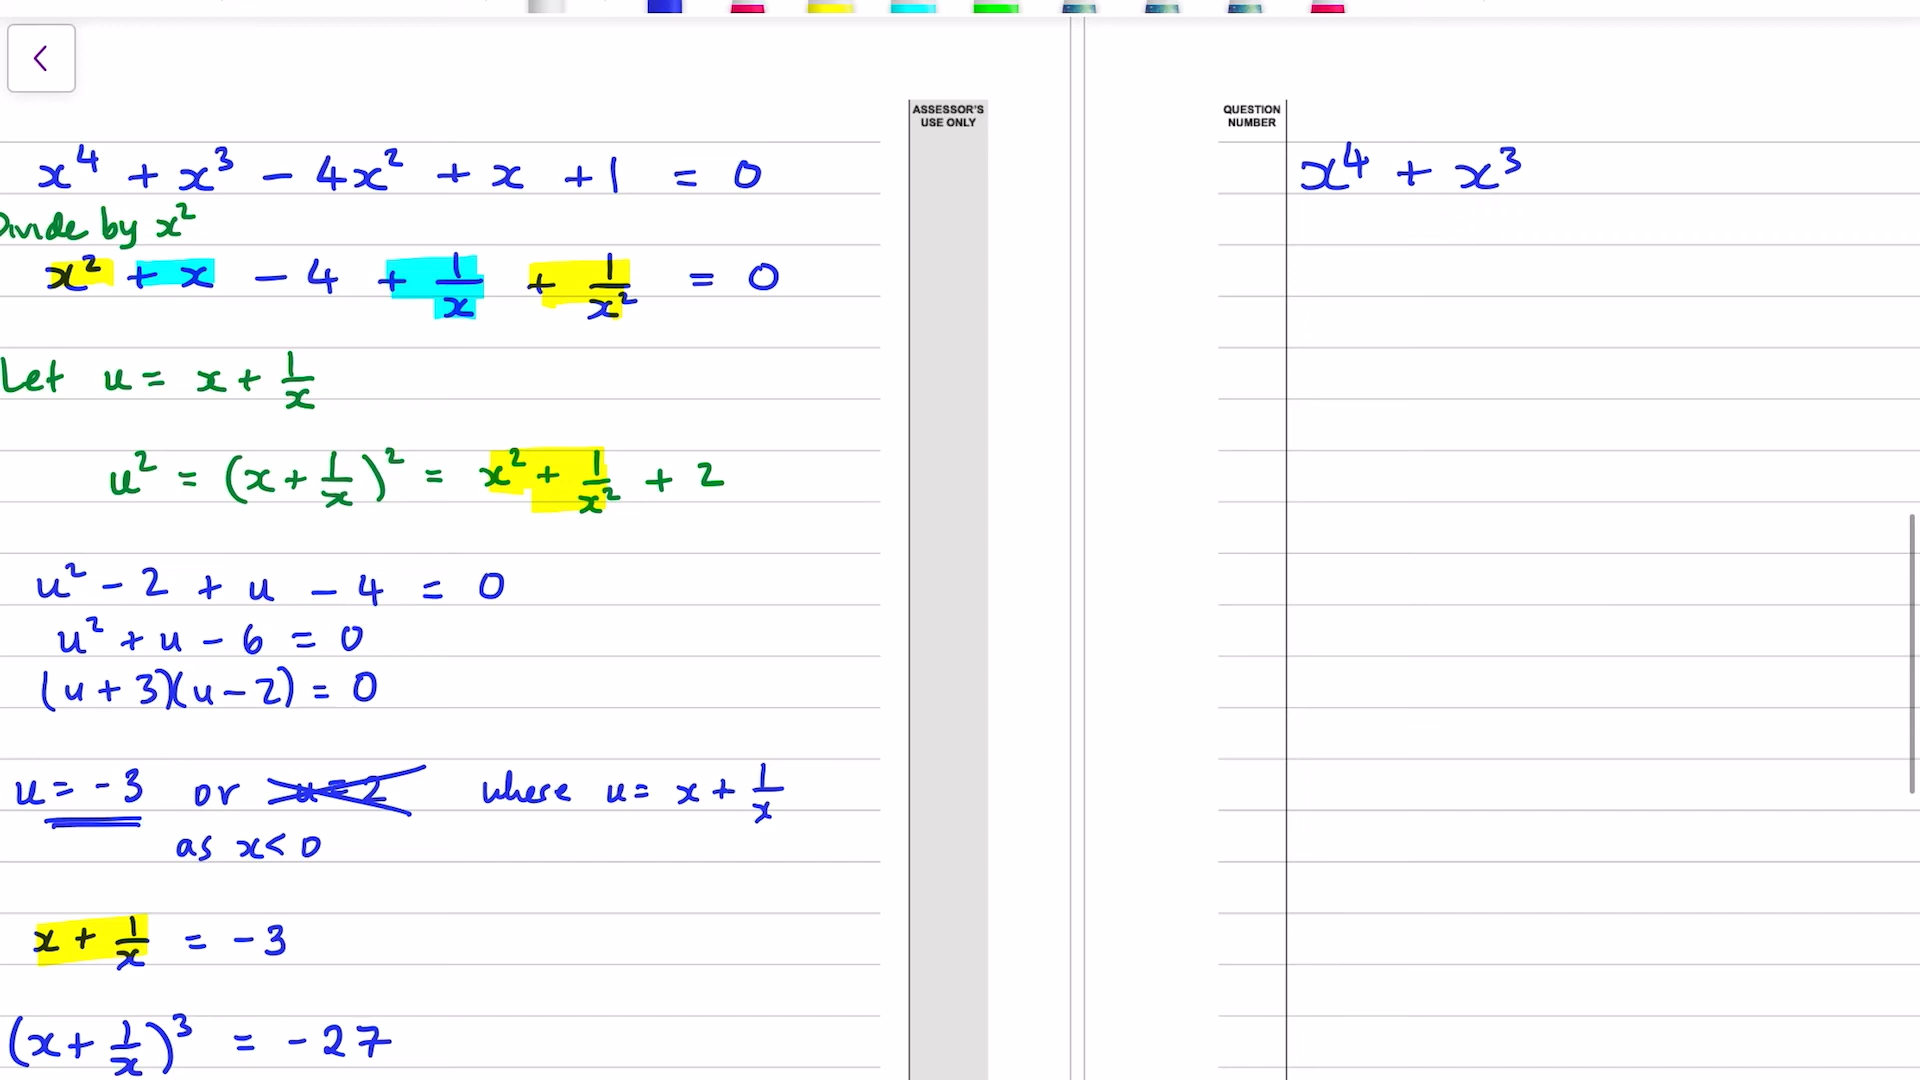 ASSESSOR'S
USE ONLY
x⁴ + x³ - 4x² + x + 1 = 0
Divide by x²
x² + x - 4 + 1/x + 1/x² = 0
Let u = x + 1/x
u² = (x + 1/x)² = x² + 1/x² + 2
u² - 2 + u - 4 = 0
u² + u - 6 = 0
(u + 3)(u - 2) = 0
u = -3 or u = 2 where u = x + 1/x
as x < 0
x + 1/x = -3
(x + 1/x)³ = -27
QUESTION
NUMBER
x⁴ + x³